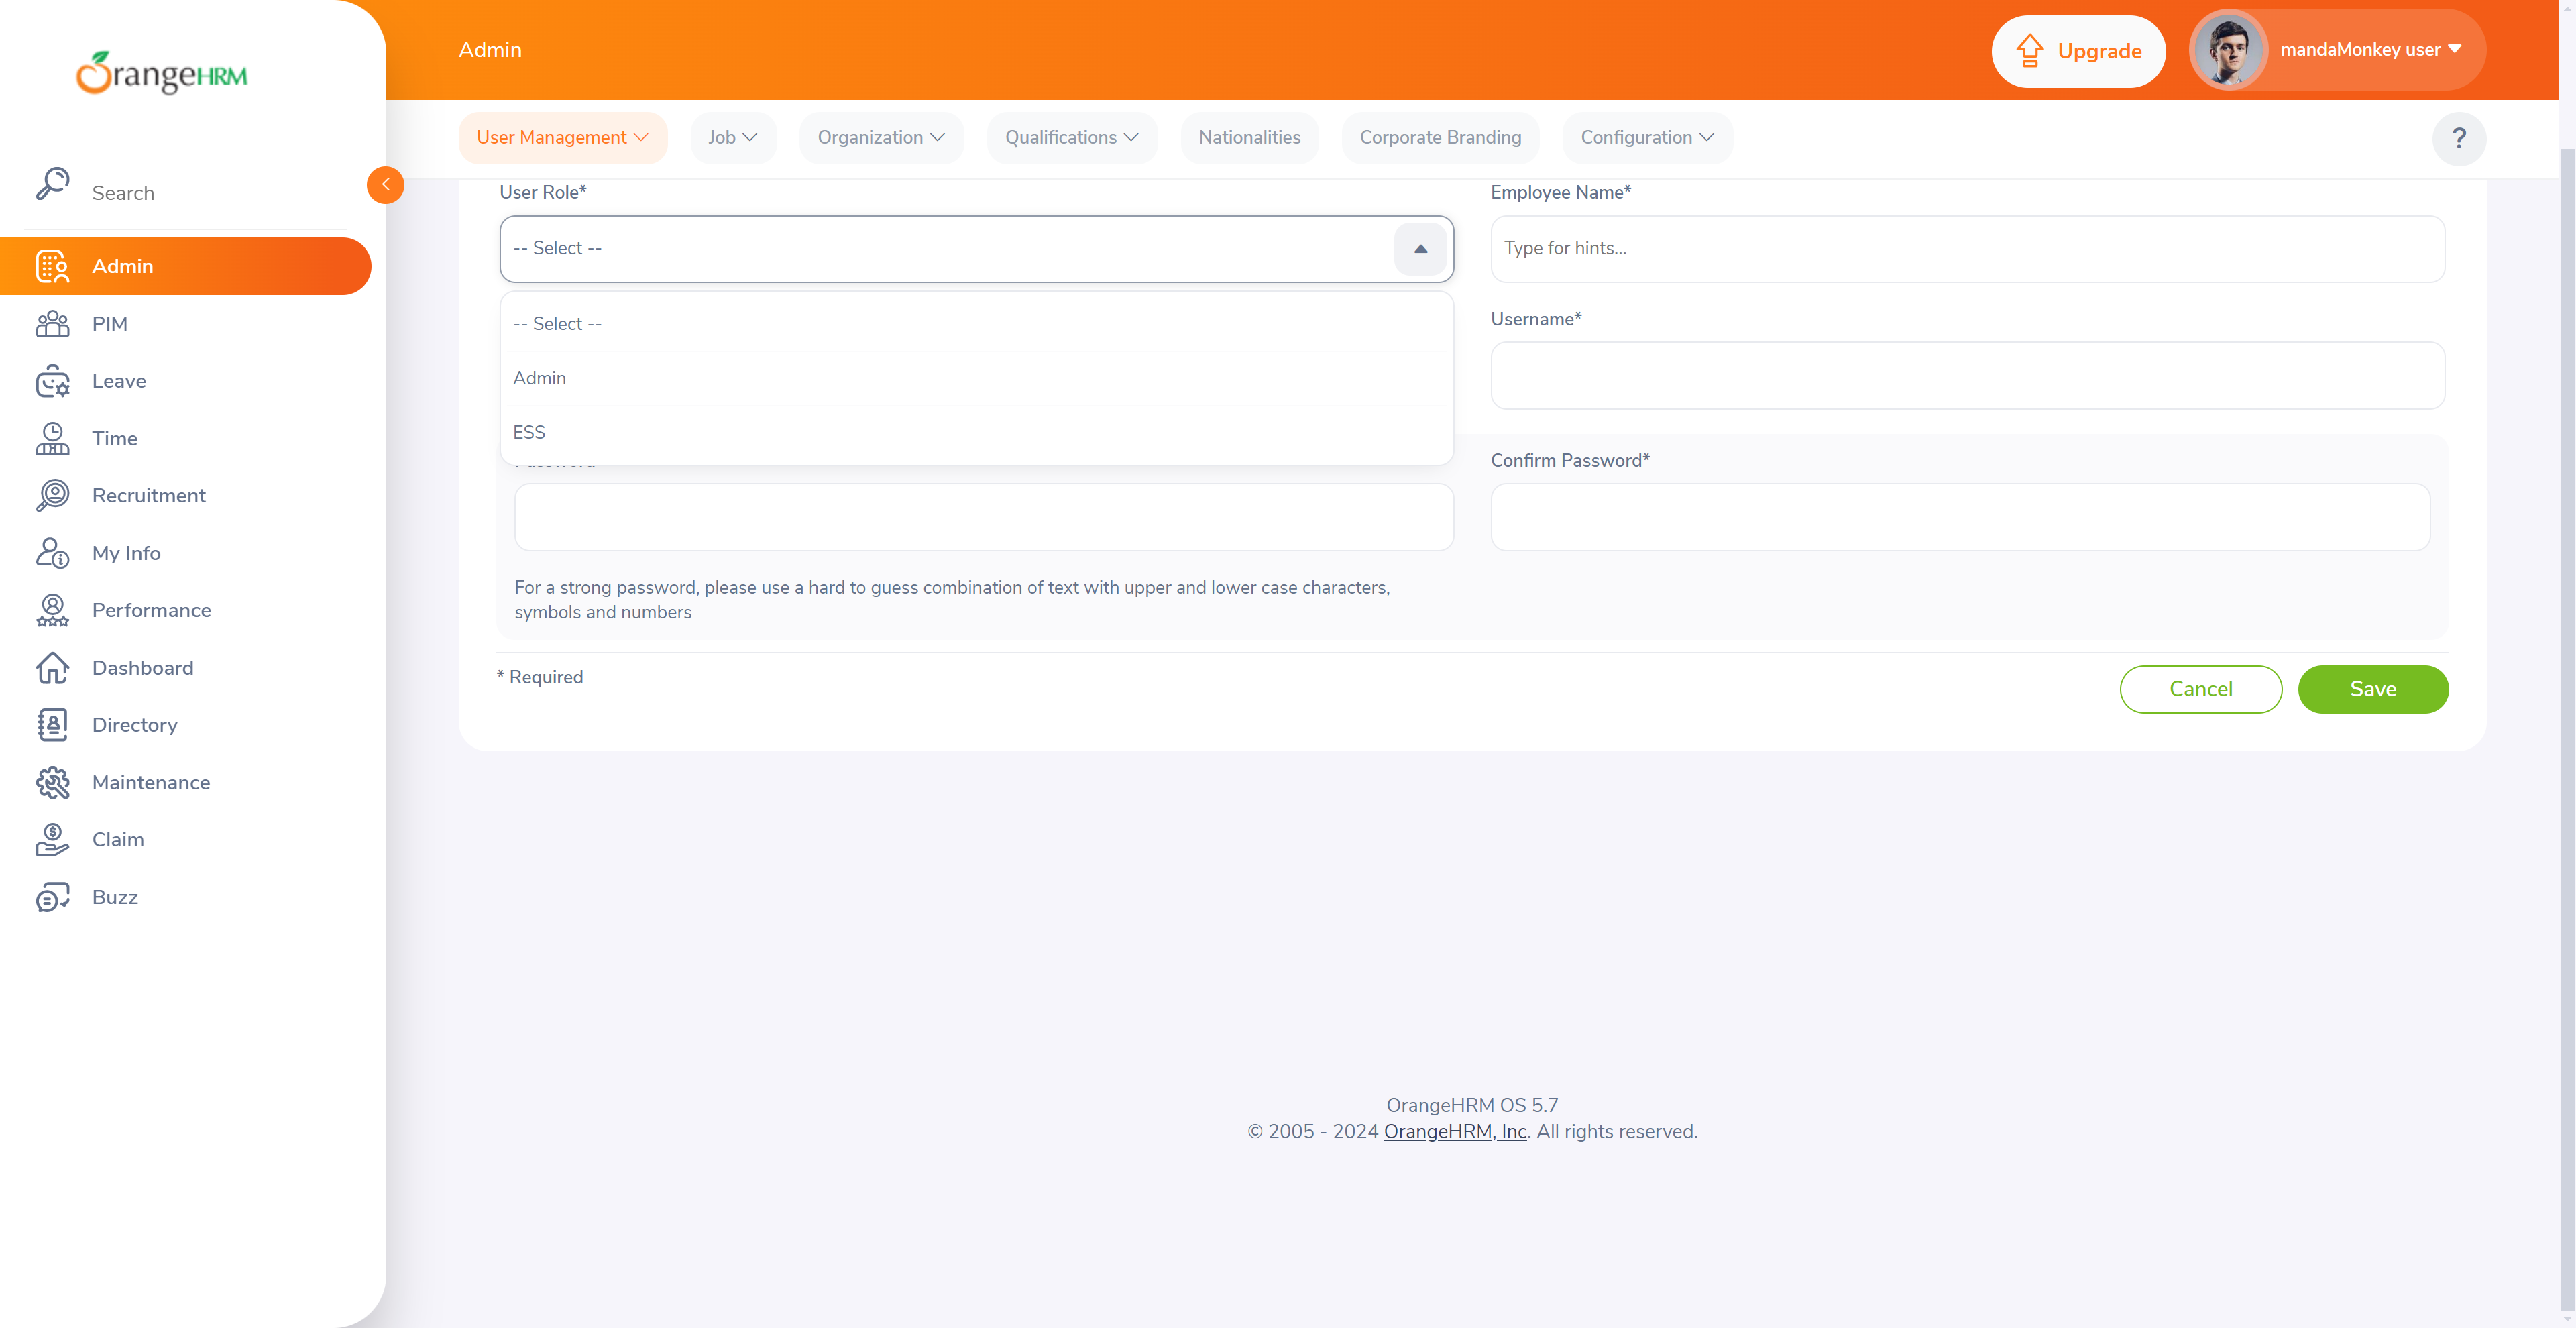 OrangeHRM
Search
Admin
PIM
Leave
Time
Recruitment
My Info
Performance
Dashboard
Directory
Maintenance
Claim
Buzz
Admin
Upgrade
mandaMonkey user
User Management
Job
Organization
Qualifications
Nationalities
Corporate Branding
Configuration
?
User Role*
-- Select --
-- Select --
Admin
ESS
Employee Name*
Type for hints...
Username*
Confirm Password*
For a strong password, please use a hard to guess combination of text with upper and lower case characters,
symbols and numbers
* Required
Cancel
Save
OrangeHRM OS 5.7
© 2005 - 2024 OrangeHRM, Inc. All rights reserved.